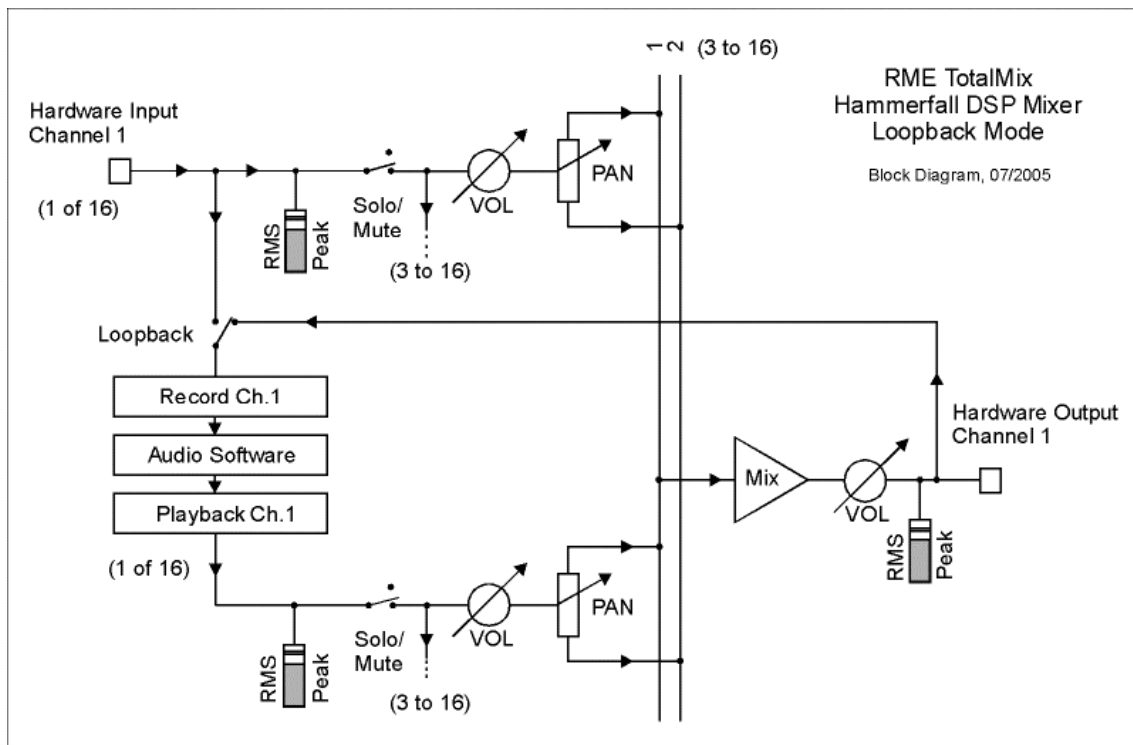 1
2
(3 to 16)
RME TotalMix
Hammerfall DSP Mixer
Loopback Mode
Block Diagram, 07/2005
Hardware Input
Channel 1
(1 of 16)
RMS
Peak
Solo/
Mute
(3 to 16)
VOL
PAN
Loopback
Record Ch.1
Audio Software
Playback Ch.1
(1 of 16)
Hardware Output
Channel 1
Mix
VOL
RMS
Peak
RMS
Peak
Solo/
Mute
(3 to 16)
VOL
PAN